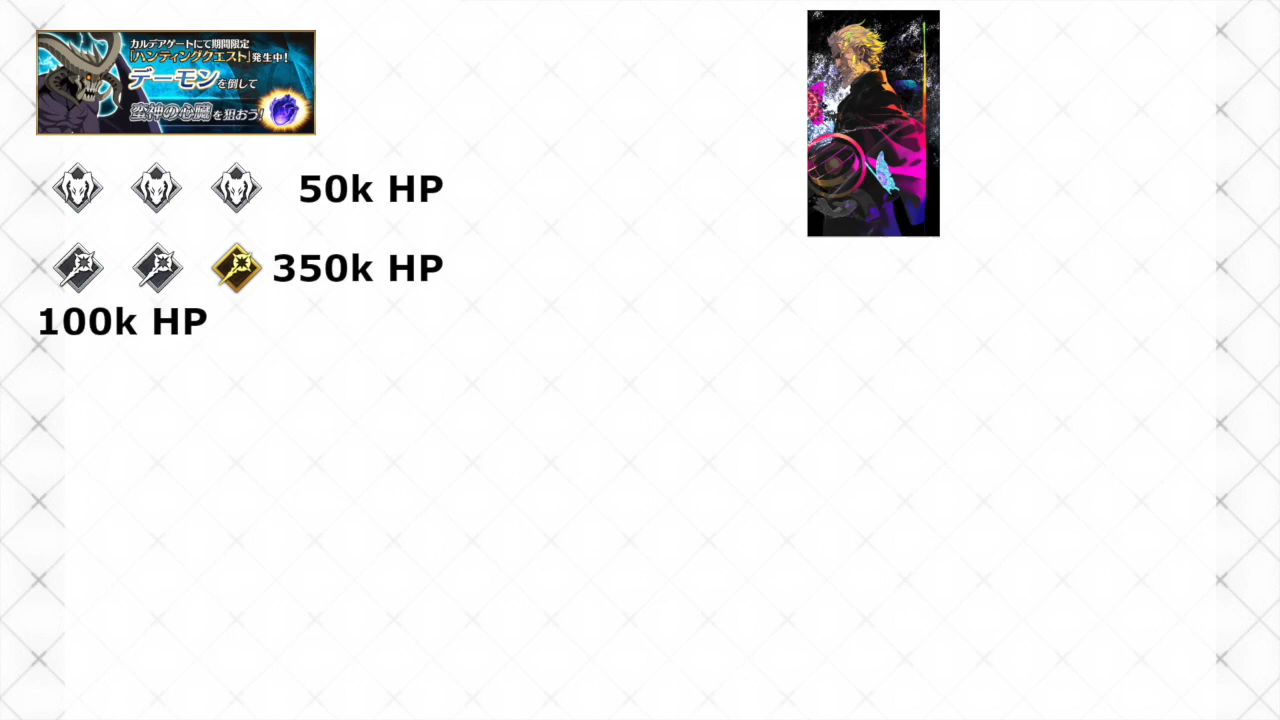 カルデアゲートにて期間限定
「ハンティングクエスト」発生中!
デーモンを倒して
蛮神の心臓を狙おう!
50k HP
350k HP
100k HP